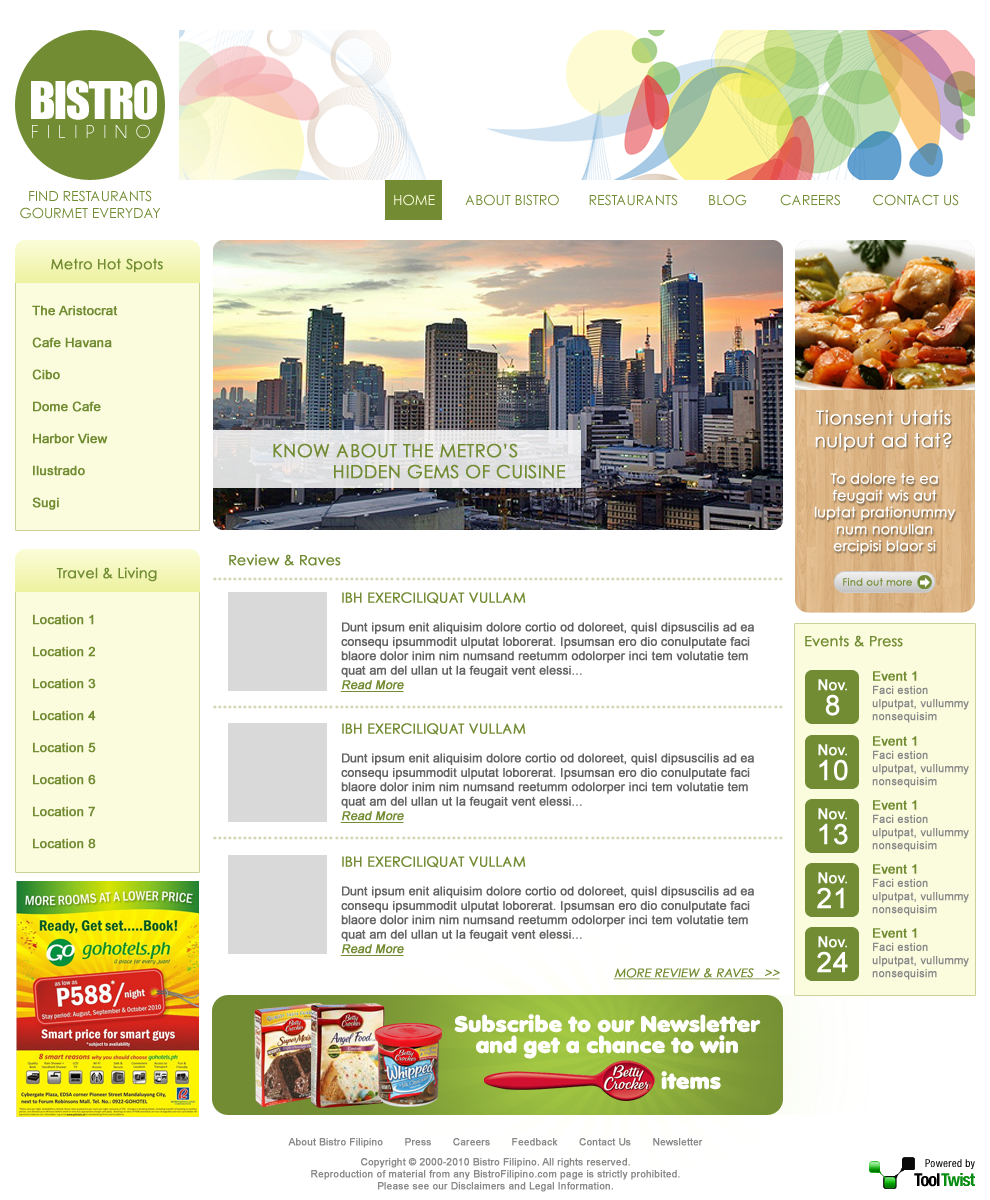 BISTRO
FILIPINO
FIND RESTAURANTS
GOURMET EVERYDAY
HOME
ABOUT BISTRO
RESTAURANTS
BLOG
CAREERS
CONTACT US
Metro Hot Spots
The Aristocrat
Cafe Havana
Cibo
Dome Cafe
Harbor View
Ilustrado
Sugi
Travel & Living
Location 1
Location 2
Location 3
Location 4
Location 5
Location 6
Location 7
Location 8
MORE ROOMS AT A LOWER PRICE
Ready, Get set.....Book!
Go gohotels.ph
a place for every Juan!
as low as
P588*/night
Stay period: August, September & October 2010
Smart price for smart guys
*subject to availability
8 smart reasons why you should choose gohotels.ph
Cybergate Plaza, EDSA corner Pioneer Street Mandaluyong City,
next to Forum Robinsons Mall. Tel. No.: 0922-GOHOTEL
KNOW ABOUT THE METRO'S
HIDDEN GEMS OF CUISINE
Review & Raves
IBH EXERCILIQUAT VULLAM
Dunt ipsum enit aliquisim dolore cortio od doloreet, quisl dipsuscilis ad ea
consequ ipsummodit ulputat loborerat. Ipsumsan ero dio conulputate faci
blaore dolor inim nim numsand reetumm odolorper inci tem volutatie tem
quat am del ullan ut la feugait vent elessi...
Read More
IBH EXERCILIQUAT VULLAM
Dunt ipsum enit aliquisim dolore cortio od doloreet, quisl dipsuscilis ad ea
consequ ipsummodit ulputat loborerat. Ipsumsan ero dio conulputate faci
blaore dolor inim nim numsand reetumm odolorper inci tem volutatie tem
quat am del ullan ut la feugait vent elessi...
Read More
IBH EXERCILIQUAT VULLAM
Dunt ipsum enit aliquisim dolore cortio od doloreet, quisl dipsuscilis ad ea
consequ ipsummodit ulputat loborerat. Ipsumsan ero dio conulputate faci
blaore dolor inim nim numsand reetumm odolorper inci tem volutatie tem
quat am del ullan ut la feugait vent elessi...
Read More
MORE REVIEW & RAVES >>
Betty Crocker
SuperMoist
Betty Crocker
Angel Food
Betty Crocker
Whipped
Subscribe to our Newsletter
and get a chance to win
Betty Crocker items
Tionsent utatis
nulput ad tat?
To dolore te ea
feugait wis aut
luptat prationummy
num nonullan
ercipisi blaor si
Find out more
Events & Press
Nov.
8
Event 1
Faci estion
ulputpat, vullummy
nonsequisim
Nov.
10
Event 1
Faci estion
ulputpat, vullummy
nonsequisim
Nov.
13
Event 1
Faci estion
ulputpat, vullummy
nonsequisim
Nov.
21
Event 1
Faci estion
ulputpat, vullummy
nonsequisim
Nov.
24
Event 1
Faci estion
ulputpat, vullummy
nonsequisim
About Bistro Filipino
Press
Careers
Feedback
Contact Us
Newsletter
Copyright © 2000-2010 Bistro Filipino. All rights reserved.
Reproduction of material from any BistroFilipino.com page is strictly prohibited.
Please see our Disclaimers and Legal Information.
Powered by
ToolTwist